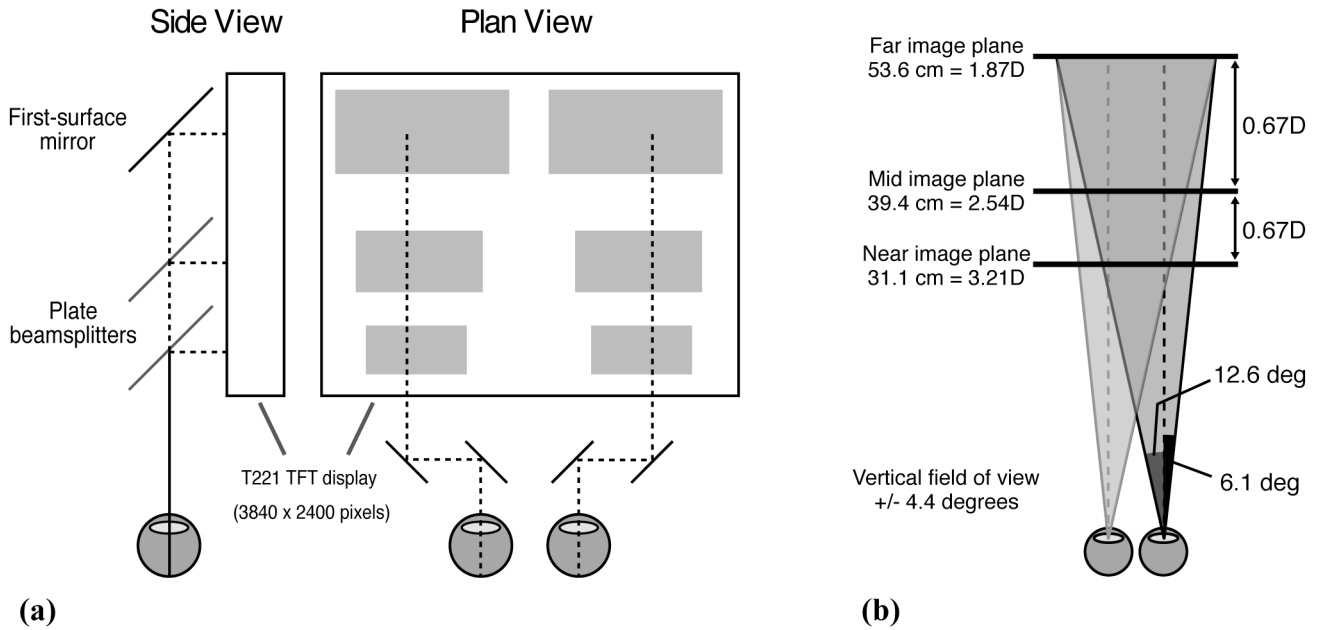 Side View
Plan View
First-surface
mirror
Plate
beamsplitters
T221 TFT display
(3840 x 2400 pixels)
(a)
Far image plane
53.6 cm = 1.87D
0.67D
Mid image plane
39.4 cm = 2.54D
0.67D
Near image plane
31.1 cm = 3.21D
12.6 deg
Vertical field of view
+/- 4.4 degrees
6.1 deg
(b)